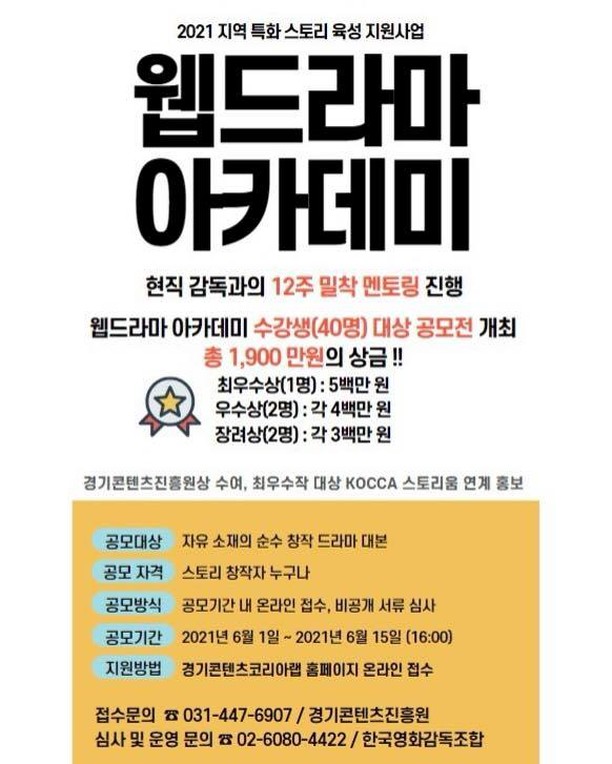 2021 지역 특화 스토리 육성 지원사업
웹드라마
아카데미
현직 감독과의 12주 밀착 멘토링 진행
웹드라마 아카데미 수강생(40명) 대상 공모전 개최
총 1,900 만원의 상금 !!
최우수상(1명) : 5백만 원
우수상(2명) : 각 4백만 원
장려상(2명) : 각 3백만 원
경기콘텐츠진흥원상 수여, 최우수작 대상 KOCCA 스토리움 연계 홍보
공모대상 자유 소재의 순수 창작 드라마 대본
공모 자격 스토리 창작자 누구나
공모방식 공모기간 내 온라인 접수, 비공개 서류 심사
공모기간 2021년 6월 1일 ~ 2021년 6월 15일 (16:00)
지원방법 경기콘텐츠코리아랩 홈페이지 온라인 접수
접수문의 ☎ 031-447-6907 / 경기콘텐츠진흥원
심사 및 운영 문의 ☎ 02-6080-4422 / 한국영화감독조합